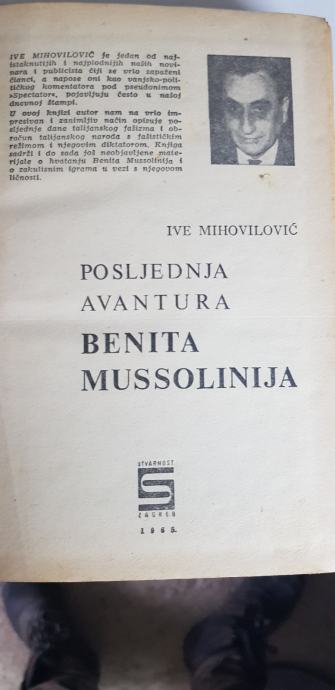 IVE MIHOVILOVIĆ je jedan od naj-
istaknutijih i najplodnijih naših novi-
nara i publicista čiji se vrlo zapaženi
članci, a napose oni kao vanjsko-poli-
tičkog komentatora pod pseudonimom
»Spectator«, pojavljuju često u našoj
dnevnoj štampi.
U ovoj knjizi autor nam na vrlo im-
presivan i zanimljiv način opisuje po-
sljednje dane talijanskog fašizma i ob-
račun talijanskog naroda s fašističkim
režimom i njegovim diktatorom. Knjiga
sadrži i do sada još neobjavljene mate-
rijale o hvatanju Benita Mussolinija i
o zakulisnim igrama u vezi s njegovom
ličnosti.
IVE MIHOVILOVIĆ
POSLJEDNJA
AVANTURA
BENITA
MUSSOLINIJA
STVARNOST
S
ZAGREB
1965.